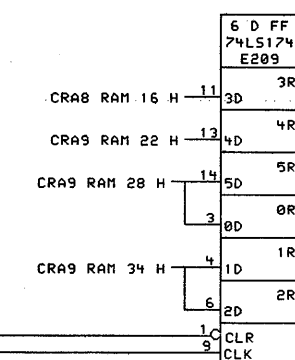 6 D FF
74LS174
E209
3R
CRA8 RAM 16 H 11 3D
4R
CRA9 RAM 22 H 13 4D
5R
CRA9 RAM 28 H 14 5D
0R
3 0D
1R
CRA9 RAM 34 H 4 1D
2R
6 2D
1 CLR
9 CLK